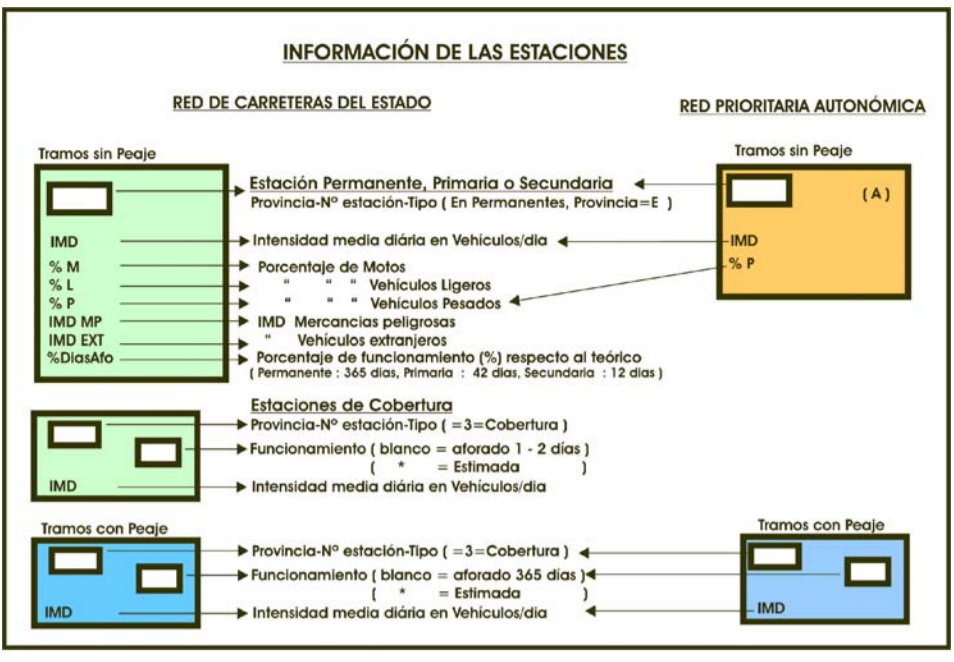 INFORMACIÓN DE LAS ESTACIONES
RED DE CARRETERAS DEL ESTADO
RED PRIORITARIA AUTONÓMICA
Tramos sin Peaje
Tramos sin Peaje
Estación Permanente, Primaria o Secundaria
Provincia-Nº estación-Tipo ( En Permanentes, Provincia=E )
(A)
IMD
Intensidad media diária en Vehículos/dia
IMD
% M
Porcentaje de Motos
% P
% L
“ “ “ Vehículos Ligeros
% P
“ “ “ Vehículos Pesados
IMD MP
IMD Mercancias peligrosas
IMD EXT
“ Vehículos extranjeros
%DiasAfo
Porcentaje de funcionamiento (%) respecto al teórico
( Permanente : 365 dias, Primaria : 42 dias, Secundaria : 12 dias )
Estaciones de Cobertura
Provincia-Nº estación-Tipo ( =3=Cobertura )
Funcionamiento ( blanco = aforado 1 - 2 días )
( * = Estimada )
IMD
Intensidad media diária en Vehículos/dia
Tramos con Peaje
Tramos con Peaje
Provincia-Nº estación-Tipo ( =3=Cobertura )
Funcionamiento ( blanco = aforado 365 días )
( * = Estimada )
IMD
Intensidad media diária en Vehículos/dia
IMD